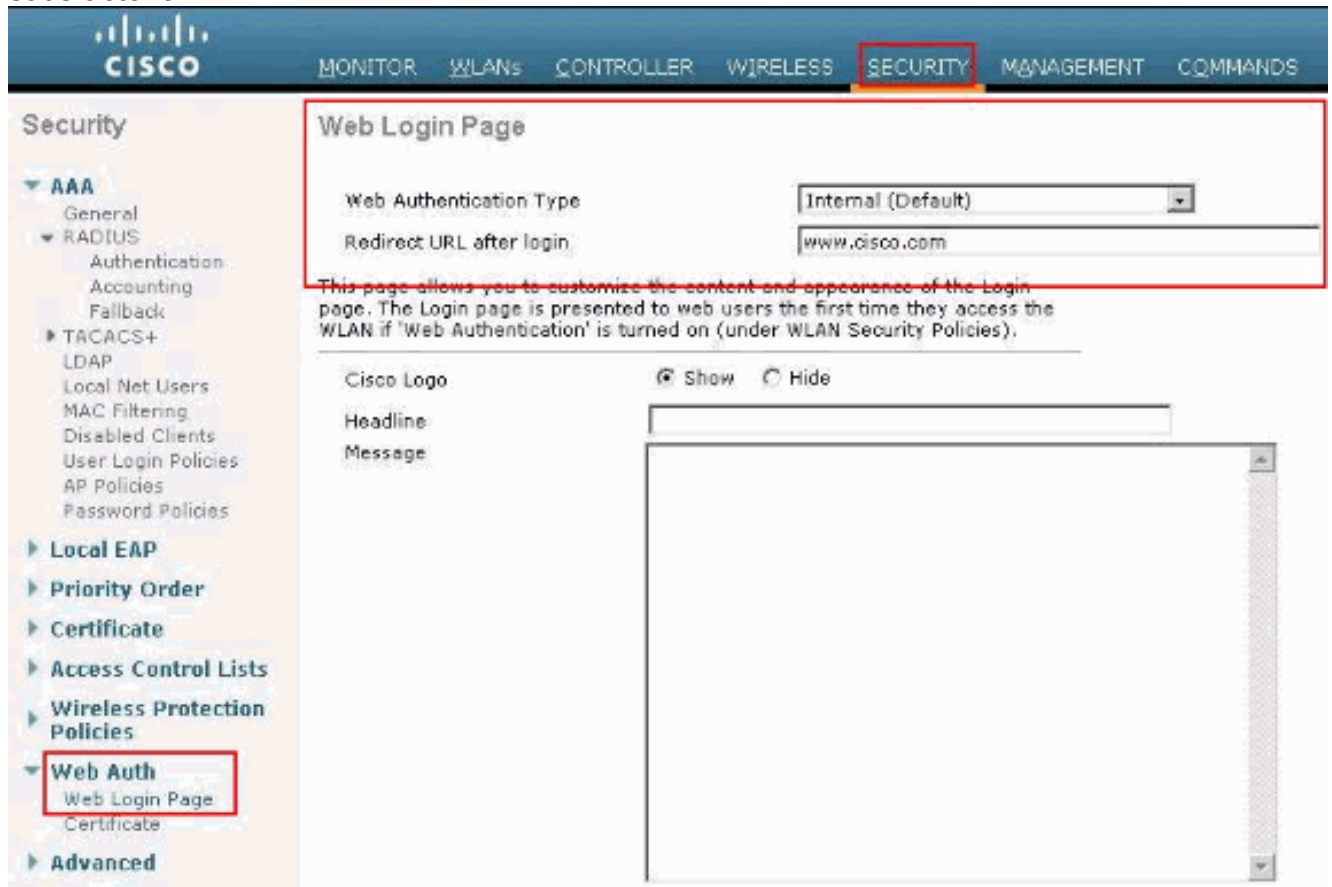 CISCO
MONITOR WLANs CONTROLLER WIRELESS SECURITY MANAGEMENT COMMANDS
Security
AAA
General
RADIUS
Authentication
Accounting
Fallback
TACACS+
LDAP
Local Net Users
MAC Filtering
Disabled Clients
User Login Policies
AP Policies
Password Policies
Local EAP
Priority Order
Certificate
Access Control Lists
Wireless Protection
Policies
Web Auth
Web Login Page
Certificate
Advanced
Web Login Page
Web Authentication Type Internal (Default)
Redirect URL after login www.cisco.com
This page allows you to customize the content and appearance of the Login
page. The Login page is presented to web users the first time they access the
WLAN if 'Web Authentication' is turned on (under WLAN Security Policies).
Cisco Logo Show Hide
Headline
Message